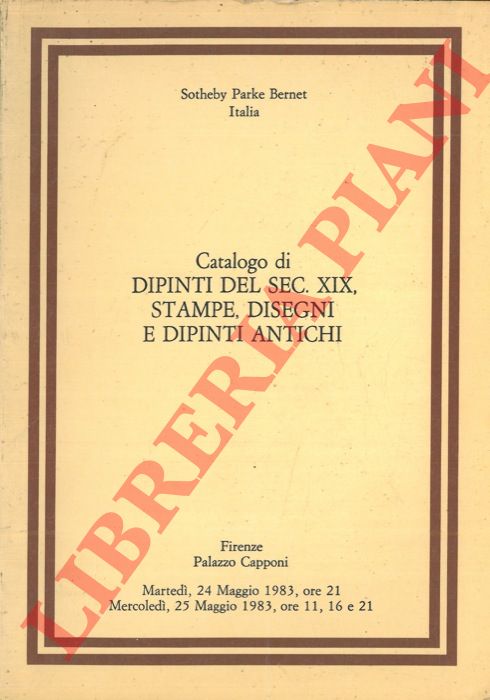 Sotheby Parke Bernet
Italia
Catalogo di
DIPINTI DEL SEC. XIX,
STAMPE, DISEGNI
E DIPINTI ANTICHI
LIBRERIA PIANI
Firenze
Palazzo Capponi
Martedì, 24 Maggio 1983, ore 21
Mercoledì, 25 Maggio 1983, ore 11, 16 e 21